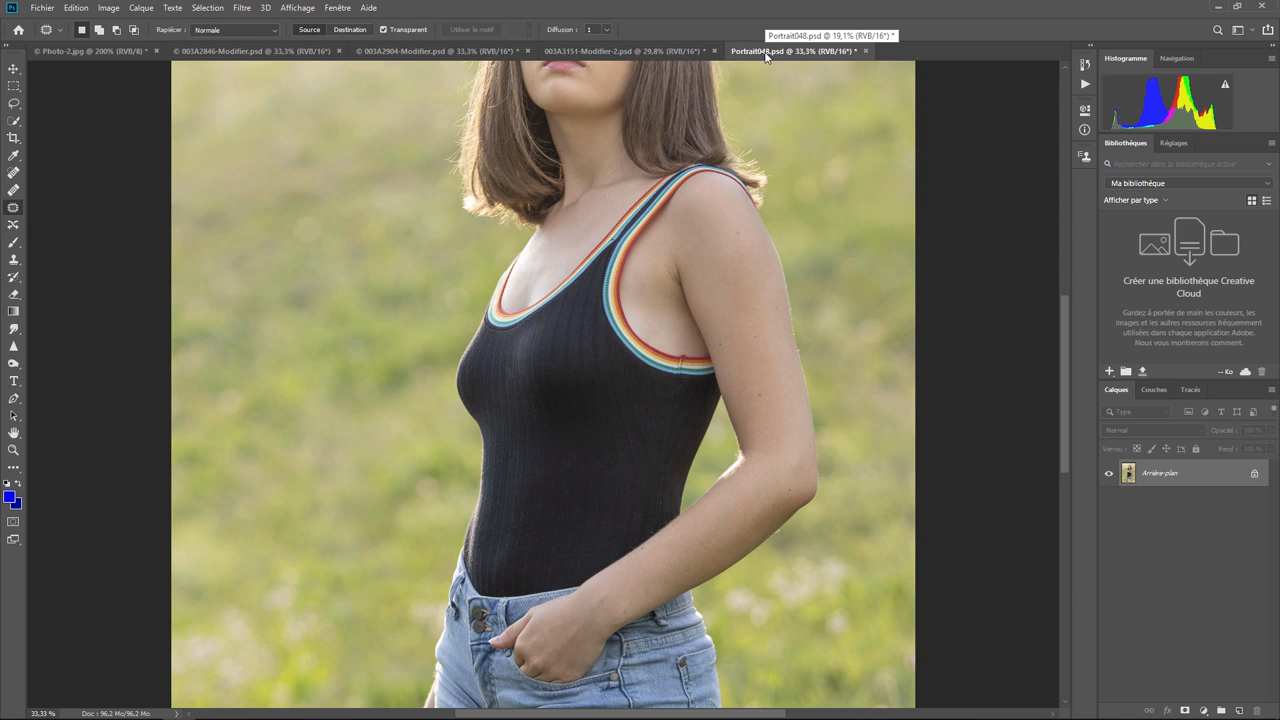 Ps Fichier Edition Image Calque Texte Sélection Filtre 3D Affichage Fenêtre Aide
Rapiécer : Normale Source Destination Transparent Utiliser le motif Diffusion : 1
Portrait048.psd @ 19,1% (RVB/16*) *
© Photo-2.jpg @ 200% (RVB/8) * × © 003A2846-Modifier.psd @ 33,3% (RVB/16*) × © 003A2904-Modifier.psd @ 33,3% (RVB/16*) * × 003A3151-Modifier-2.psd @ 29,8% (RVB/16*) * × Portrait048.psd @ 33,3% (RVB/16*) * ×
Histogramme Navigation
Bibliothèques Réglages
Rechercher dans la bibliothèque active
Ma bibliothèque
Afficher par type
Créer une bibliothèque Creative
Cloud
Gardez à portée de main les couleurs, les
images et les autres ressources fréquemment
utilisées dans chaque application Adobe.
Nous vous montrerons comment.
-- Ko
Calques Couches Tracés
Type
Normal Opacité : 100 %
Verrou : Fond : 100 %
Arrière-plan
33,33 % Doc : 96,2 Mo/96,2 Mo